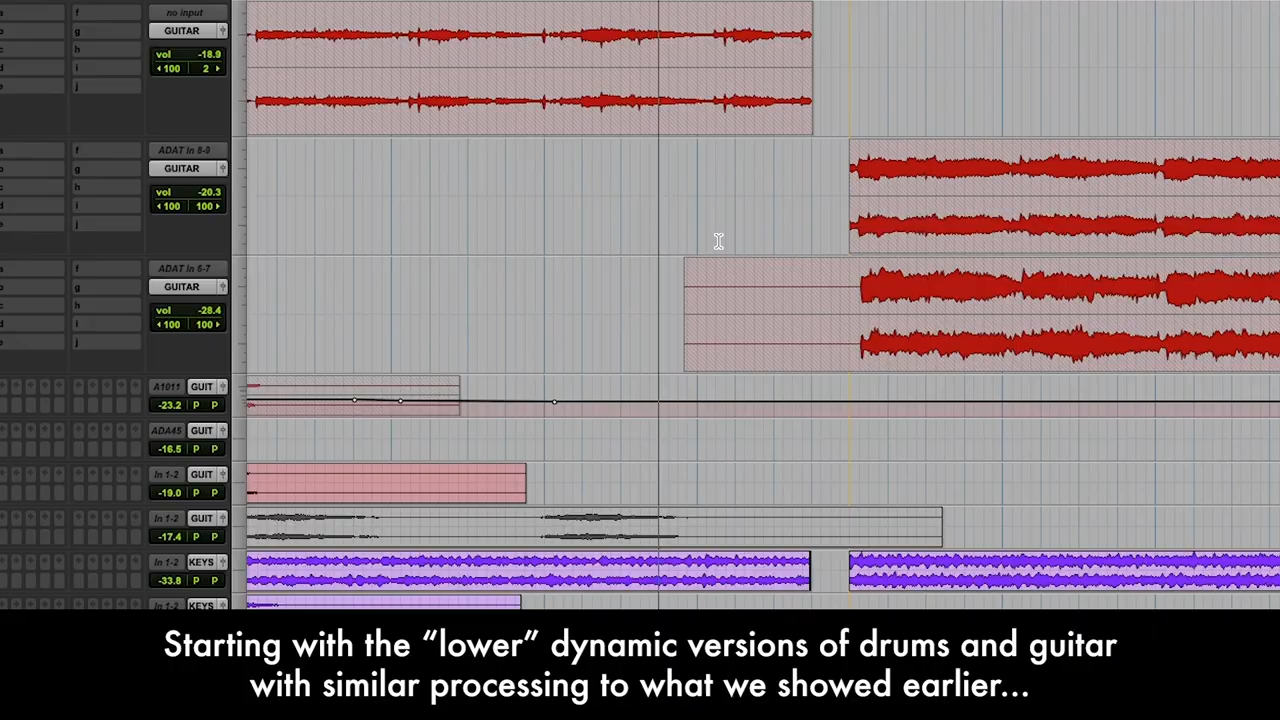 no input
a f
b g GUITAR
c h
d i vol -18.9
e j 100 2
ADAT In 8-9
a f
b g GUITAR
c h
d i vol -20.3
e j 100 100
ADAT In 6-7
a f
b g GUITAR
c h
d i vol -28.4
e j 100 100
A1011 GUIT
-23.2 P P
ADA45 GUIT
-16.5 P P
In 1-2 GUIT
-19.0 P P
In 1-2 GUIT
-17.4 P P
In 1-2 KEYS
-33.8 P P
In 1-2 KEYS
Starting with the “lower” dynamic versions of drums and guitar
with similar processing to what we showed earlier...